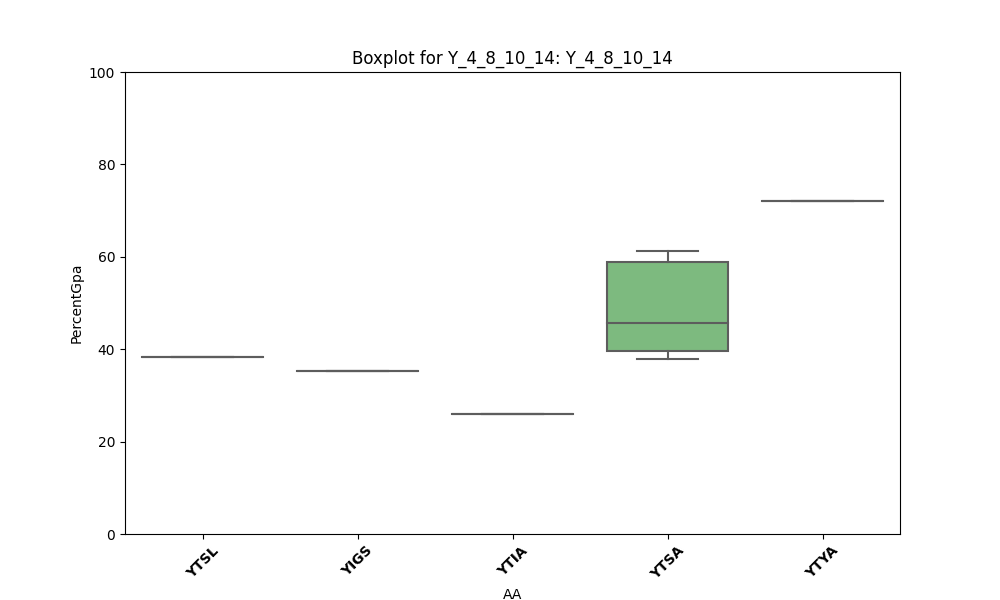 Boxplot for Y_4_8_10_14: Y_4_8_10_14
100
80
60
40
20
0
PercentGpa
YTSL
YIGS
YTIA
YTSA
YTYA
AA